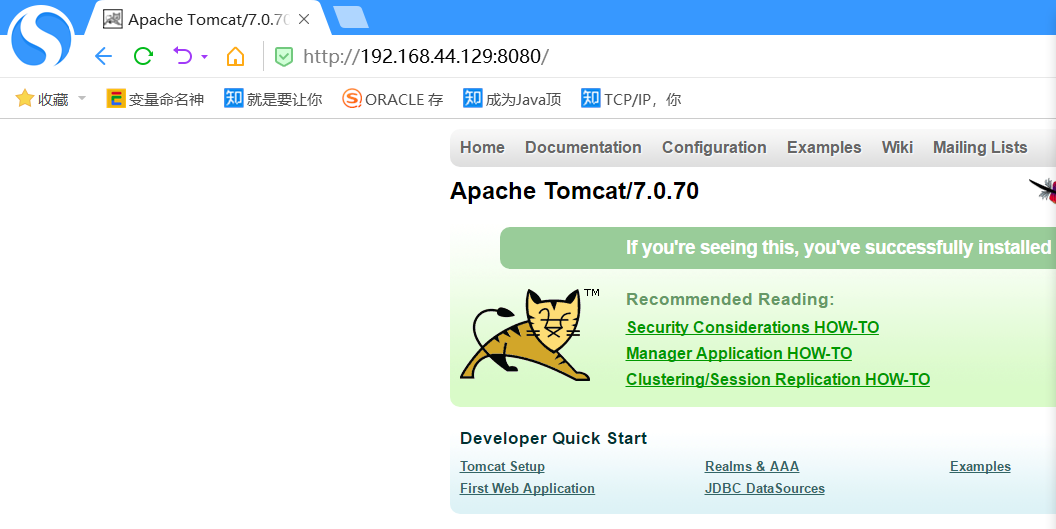 Apache Tomcat/7.0.70
http://192.168.44.129:8080/
收藏 变量命名神 知 就是要让你 ORACLE 存 知 成为Java顶 知 TCP/IP，你
Home Documentation Configuration Examples Wiki Mailing Lists
Apache Tomcat/7.0.70
If you're seeing this, you've successfully installed
TM
Recommended Reading:
Security Considerations HOW-TO
Manager Application HOW-TO
Clustering/Session Replication HOW-TO
Developer Quick Start
Tomcat Setup Realms & AAA Examples
First Web Application JDBC DataSources